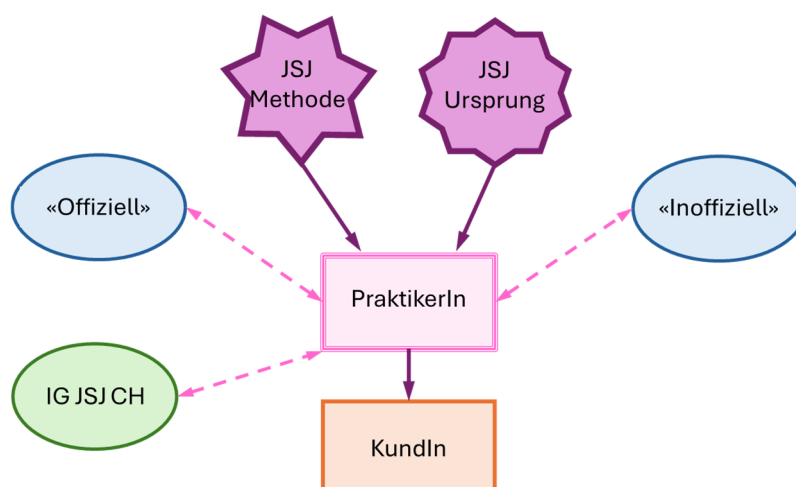 JSJ
Methode
JSJ
Ursprung
«Offiziell»
«Inoffiziell»
PraktikerIn
IG JSJ CH
KundIn